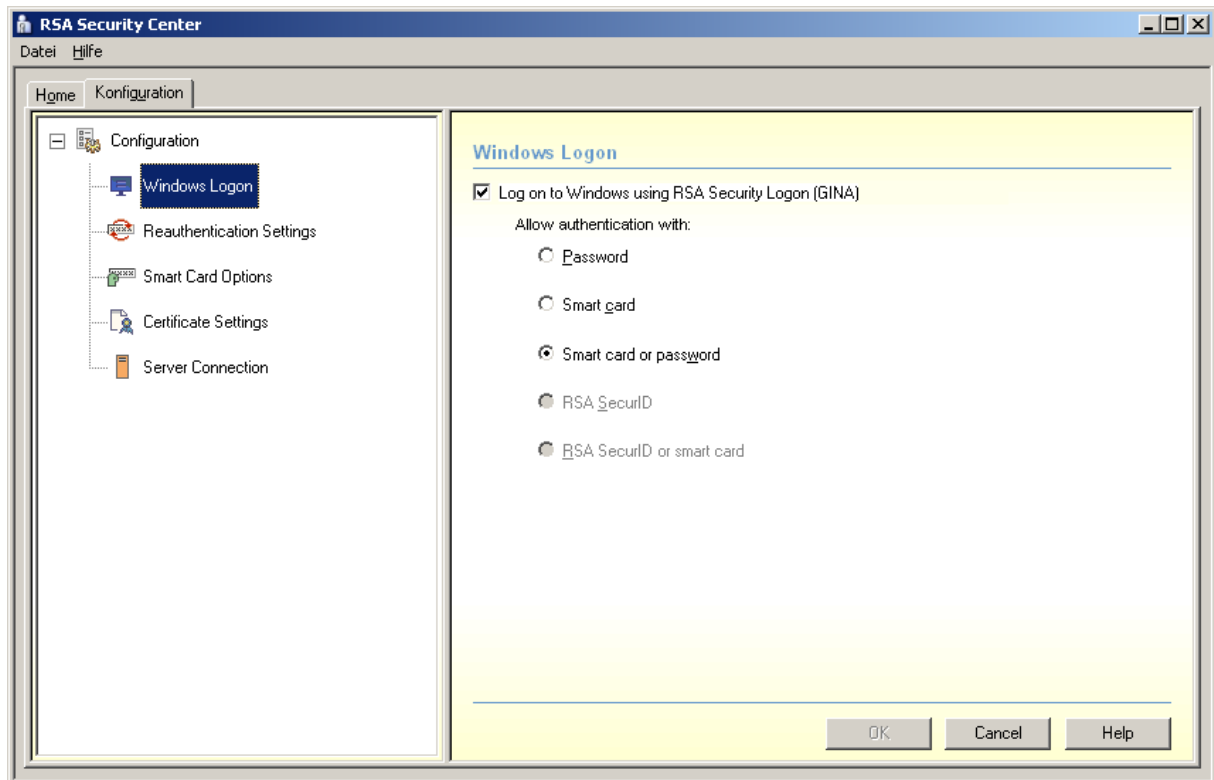 RSA Security Center
Datei Hilfe
Home Konfiguration
Configuration
Windows Logon
Reauthentication Settings
Smart Card Options
Certificate Settings
Server Connection
Windows Logon
Log on to Windows using RSA Security Logon (GINA)
Allow authentication with:
Password
Smart card
Smart card or password
RSA SecurID
RSA SecurID or smart card
OK Cancel Help